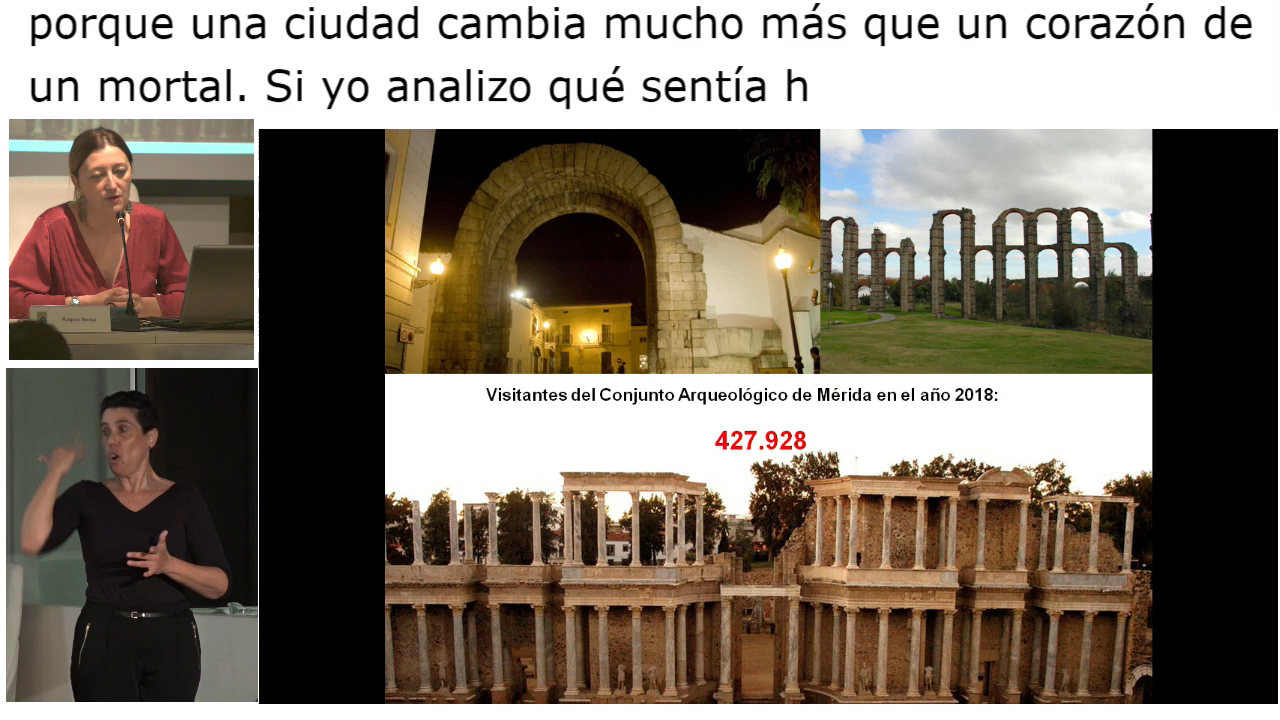 porque una ciudad cambia mucho más que un corazón de
un mortal. Si yo analizo qué sentía h
Visitantes del Conjunto Arqueológico de Mérida en el año 2018:
427.928